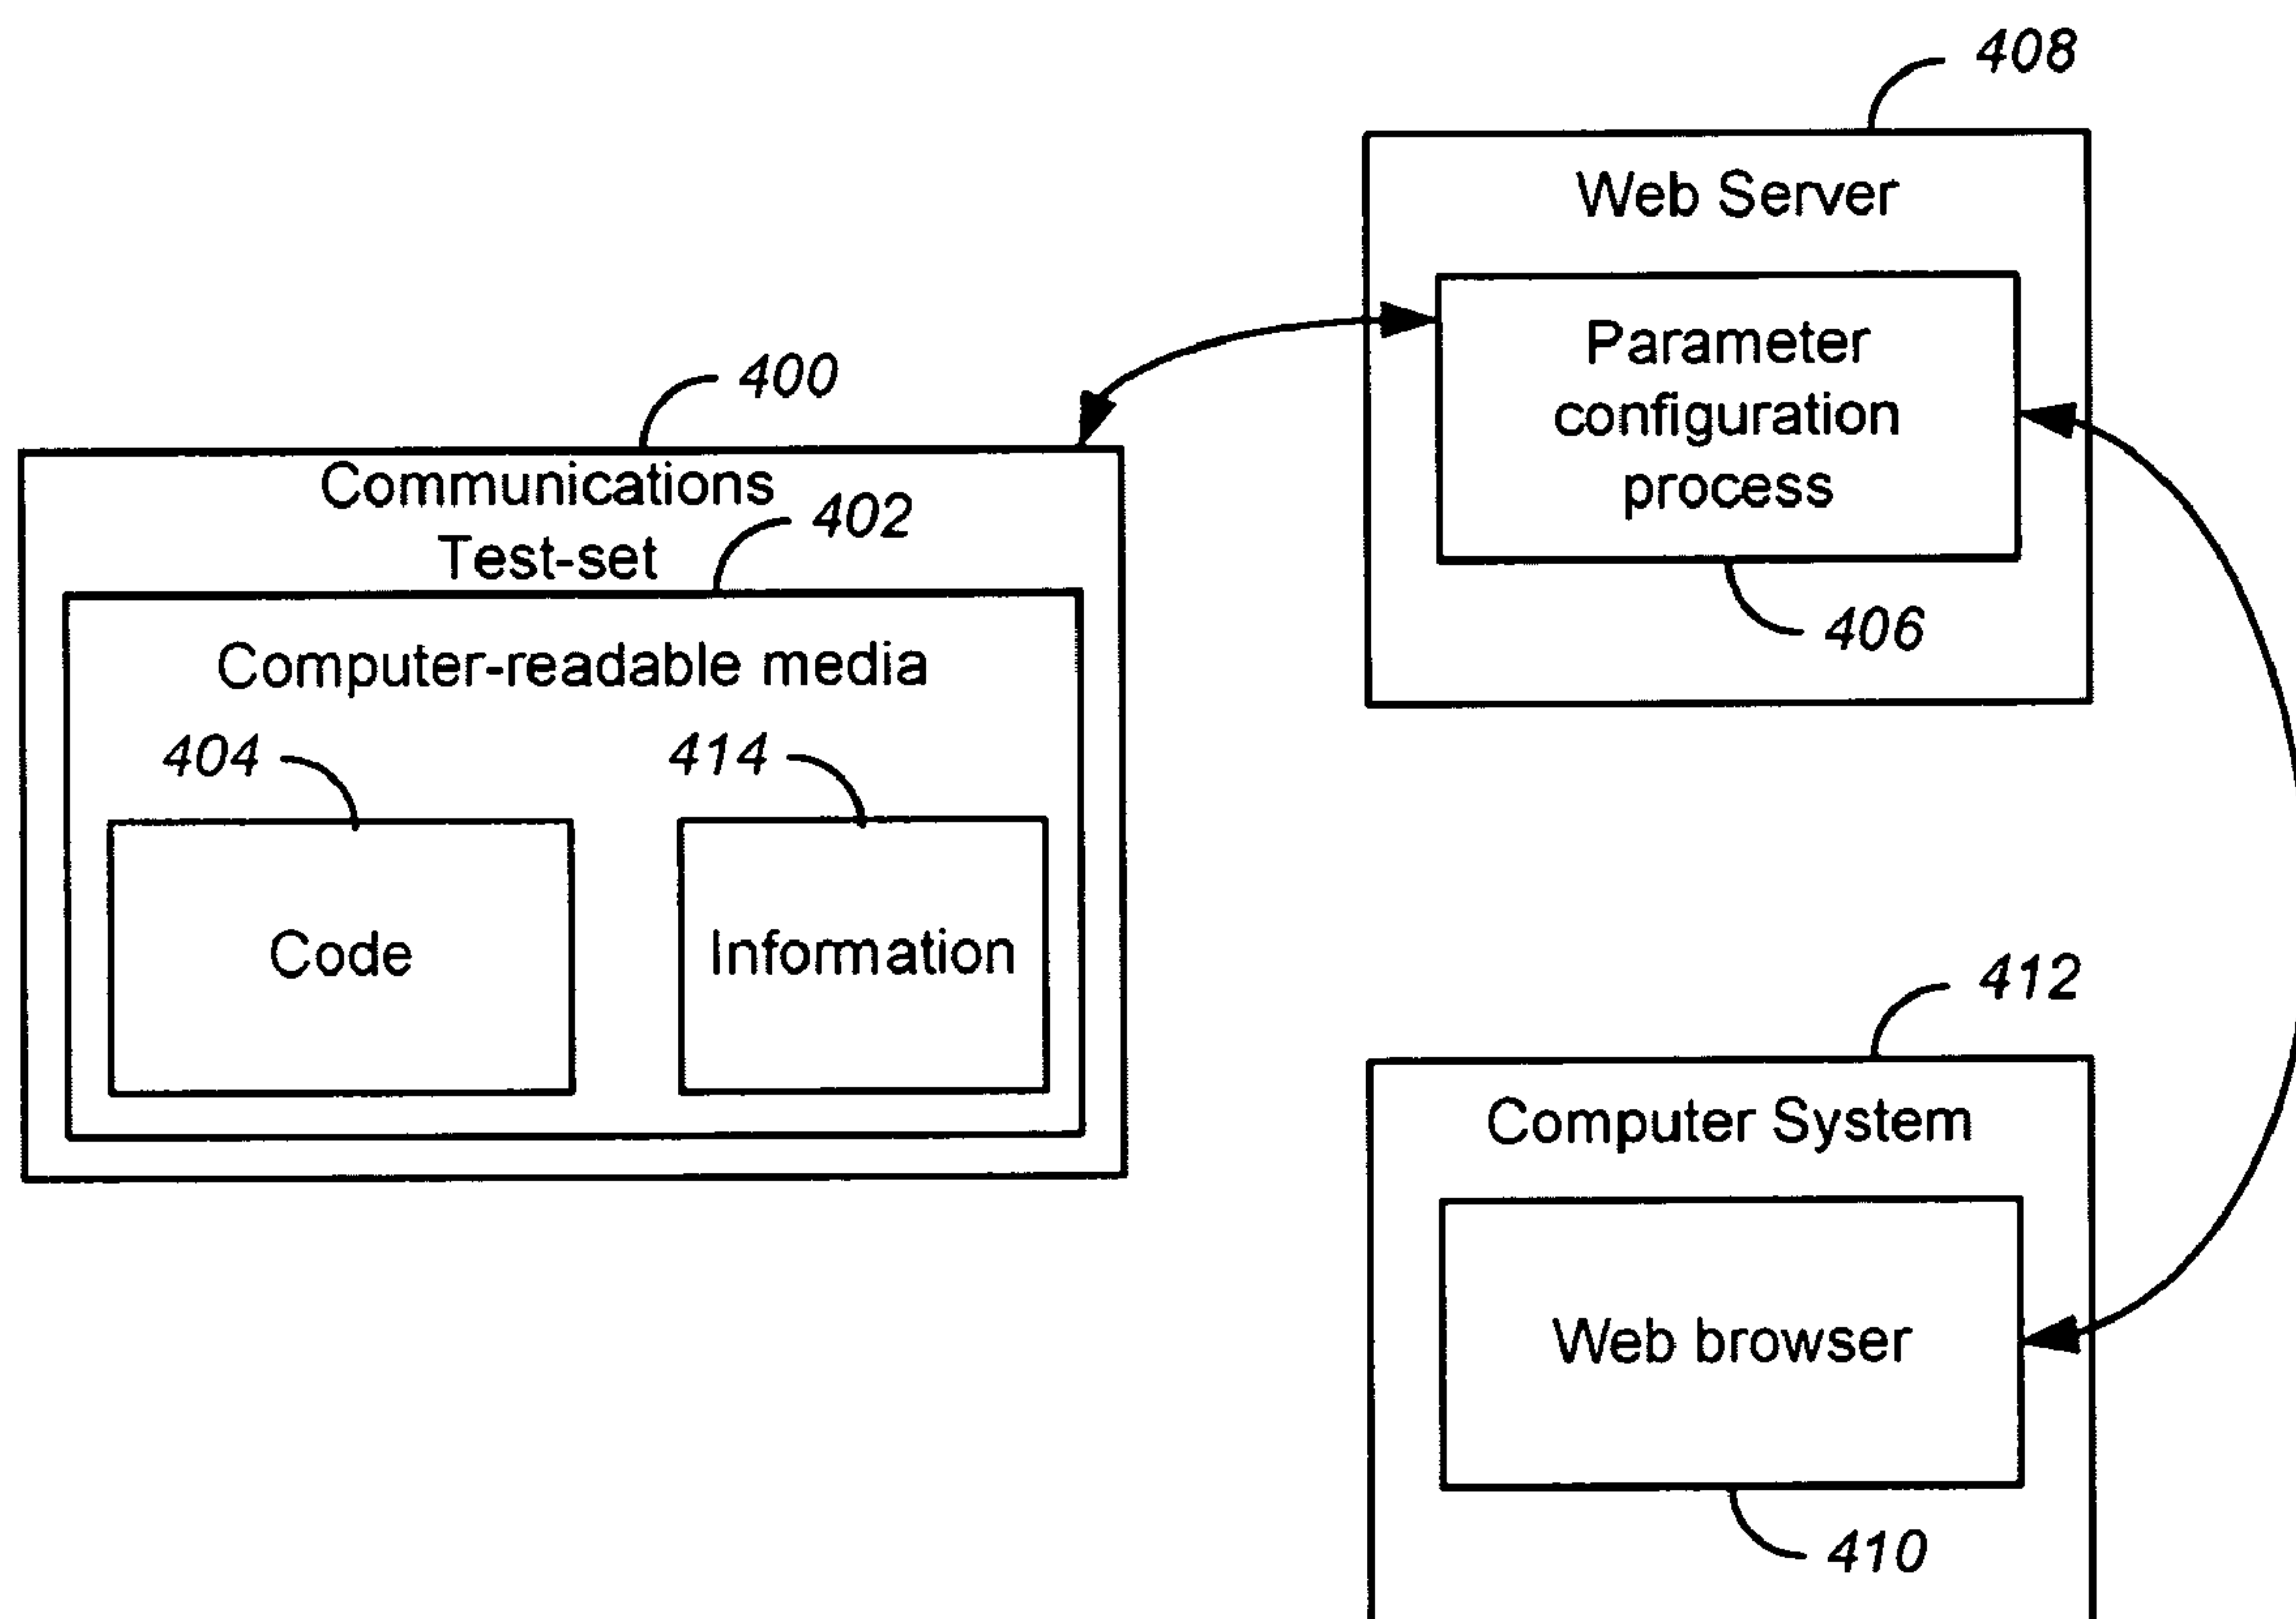 408
Web Server
Parameter
configuration
process
406
400
Communications
Test-set
402
Computer-readable media
404
414
Code
Information
412
Computer System
Web browser
410